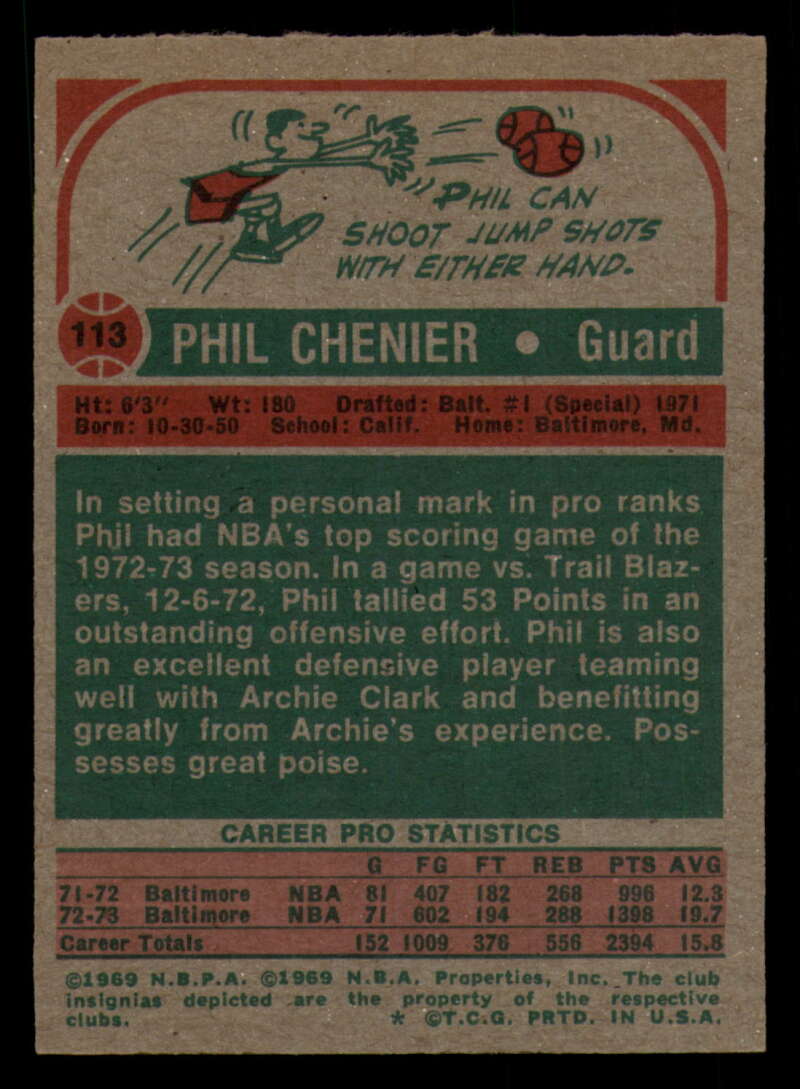 PHIL CAN
SHOOT JUMP SHOTS
WITH EITHER HAND.
113 PHIL CHENIER • Guard
Ht: 6'3" Wt: 180 Drafted: Balt. #1 (Special) 1971
Born: 10-30-50 School: Calif. Home: Baltimore, Md.
In setting a personal mark in pro ranks
Phil had NBA's top scoring game of the
1972-73 season. In a game vs. Trail Blaz-
ers, 12-6-72, Phil tallied 53 Points in an
outstanding offensive effort. Phil is also
an excellent defensive player teaming
well with Archie Clark and benefitting
greatly from Archie's experience. Pos-
sesses great poise.
CAREER PRO STATISTICS
G FG FT REB PTS AVG
71-72 Baltimore NBA 81 407 182 268 996 12.3
72-73 Baltimore NBA 71 602 194 288 1398 19.7
Career Totals 152 1009 376 556 2394 15.8
©1969 N.B.P.A. ©1969 N.B.A. Properties, Inc. The club
insignias depicted are the property of the respective
clubs. * ©T.C.G. PRTD. IN U.S.A.